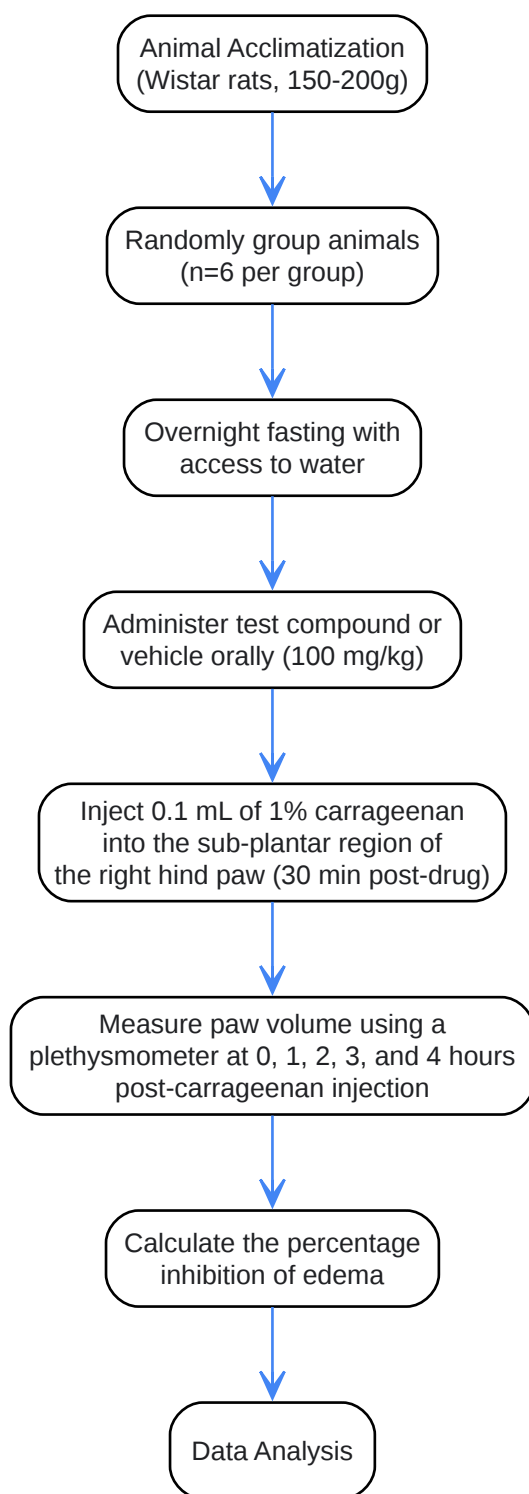 Animal Acclimatization
(Wistar rats, 150-200g)
Randomly group animals
(n=6 per group)
Overnight fasting with
access to water
Administer test compound or
vehicle orally (100 mg/kg)
Inject 0.1 mL of 1% carrageenan
into the sub-plantar region of
the right hind paw (30 min post-drug)
Measure paw volume using a
plethysmometer at 0, 1, 2, 3, and 4 hours
post-carrageenan injection
Calculate the percentage
inhibition of edema
Data Analysis